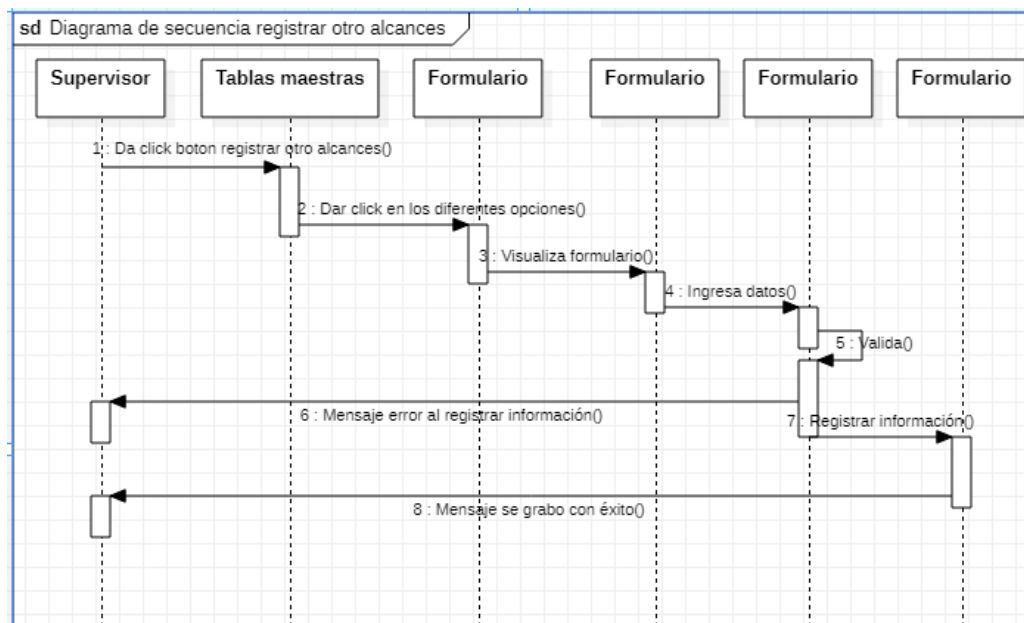 sd Diagrama de secuencia registrar otro alcances
Supervisor
Tablas maestras
Formulario
Formulario
Formulario
Formulario
1 : Da click boton registrar otro alcances()
2 : Dar click en los diferentes opciones()
3 : Visualiza formulario()
4 : Ingresa datos()
5 : Valida()
6 : Mensaje error al registrar información()
7 : Registrar información()
8 : Mensaje se grabo con éxito()